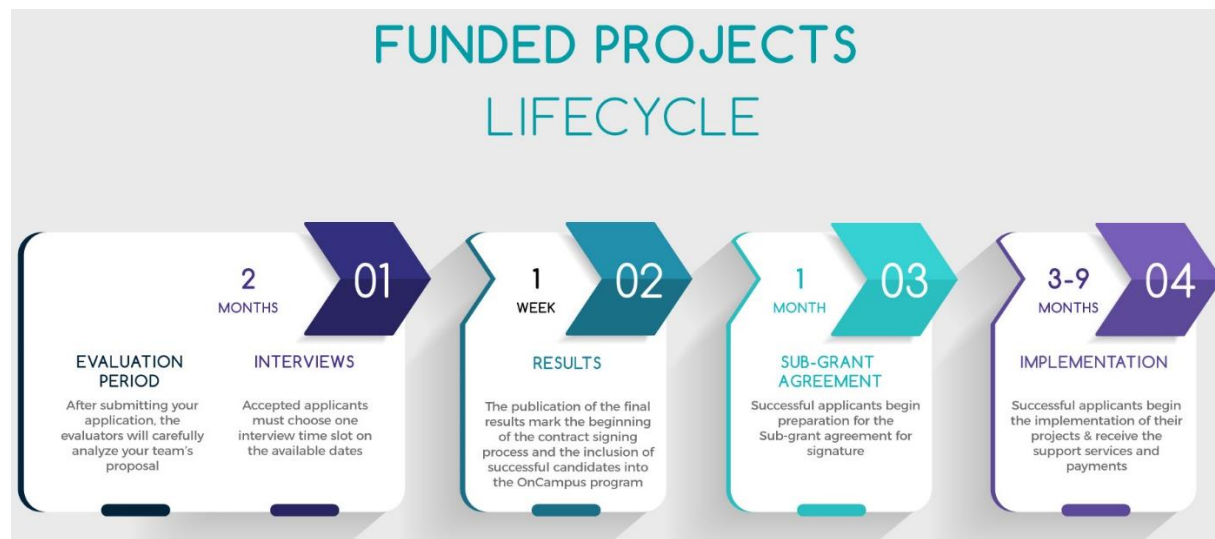 FUNDED PROJECTS
LIFECYCLE
2
MONTHS
01
EVALUATION
PERIOD
After submitting your
application, the
evaluators will carefully
analyze your team's
proposal
INTERVIEWS
Accepted applicants
must choose one
interview time slot on
the available dates
1
WEEK
02
RESULTS
The publication of the final
results mark the beginning
of the contract signing
process and the inclusion of
successful candidates into
the OnCampus program
1
MONTH
03
SUB-GRANT
AGREEMENT
Successful applicants begin
preparation for the
Sub-grant agreement for
signature
3-9
MONTHS
04
IMPLEMENTATION
Successful applicants begin
the implementation of their
projects & receive the
support services and
payments